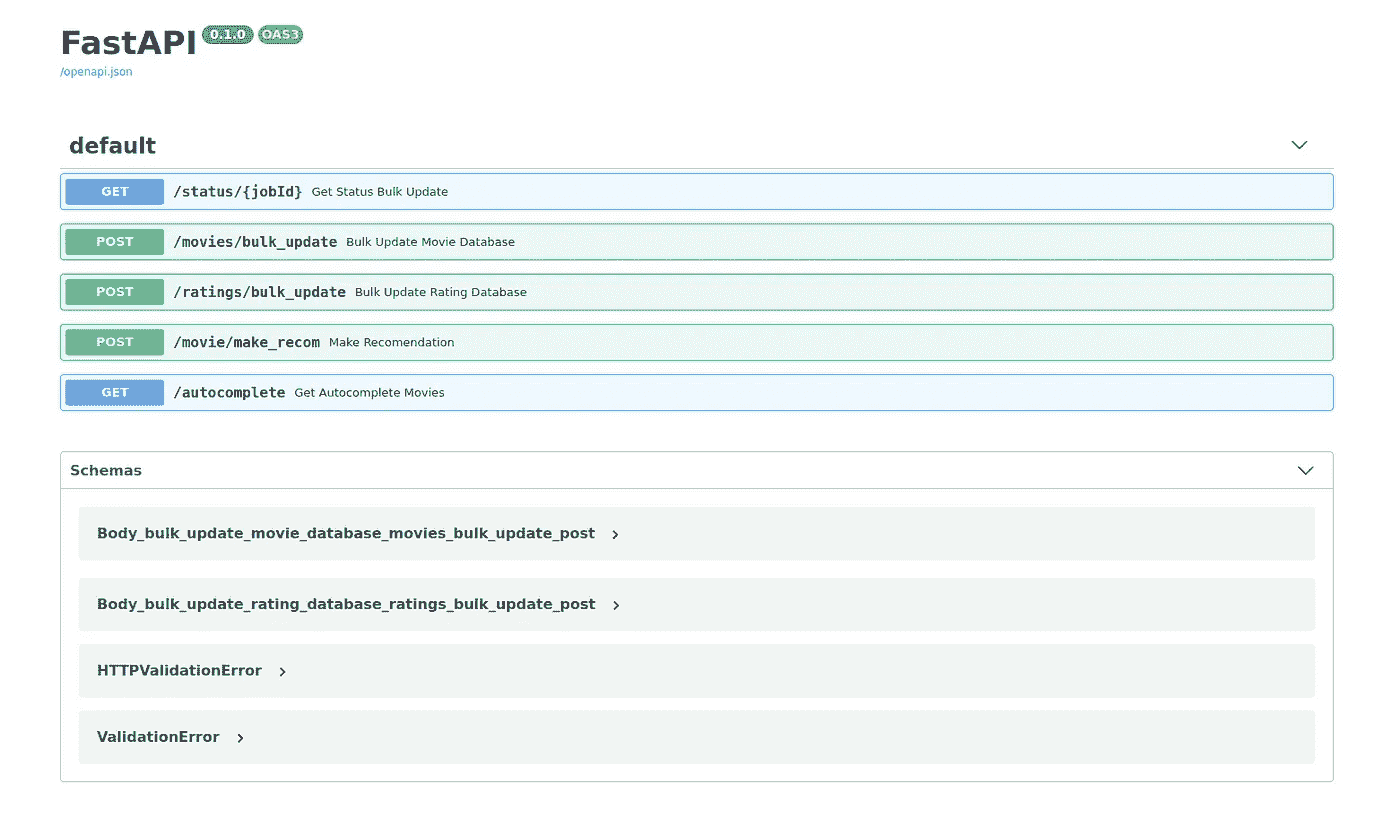 FastAPI 0.1.0 OAS3
/openapi.json
default
GET /status/{jobId} Get Status Bulk Update
POST /movies/bulk_update Bulk Update Movie Database
POST /ratings/bulk_update Bulk Update Rating Database
POST /movie/make_recom Make Recomendation
GET /autocomplete Get Autocomplete Movies
Schemas
Body_bulk_update_movie_database_movies_bulk_update_post
Body_bulk_update_rating_database_ratings_bulk_update_post
HTTPValidationError
ValidationError